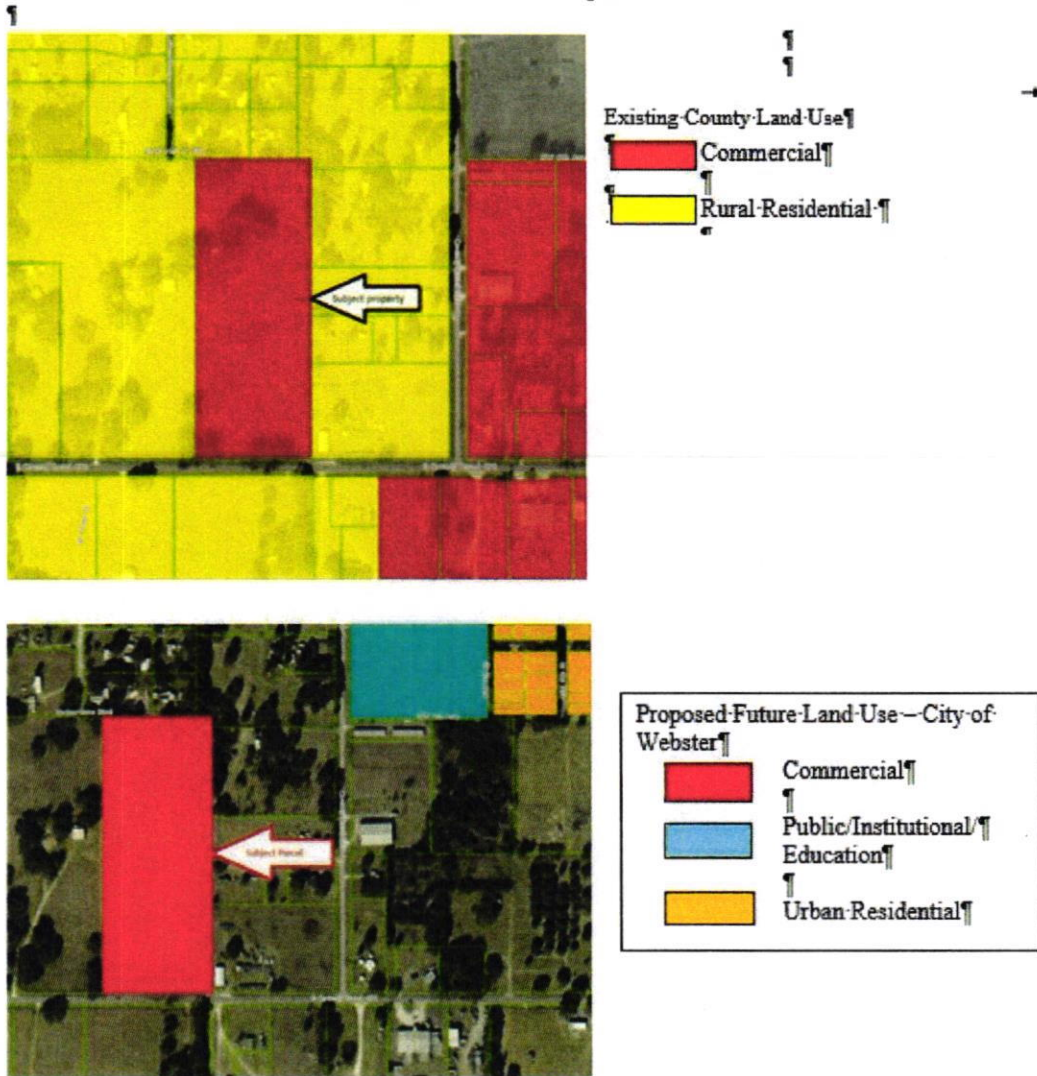 ¶
¶
¶
→
Existing·County·Land·Use¶
¶
Commercial¶
¶
¶
Rural·Residential·¶
¶
Subject property
Proposed·Future·Land·Use·–·City·of·
Webster¶
Commercial¶
¶
Public/Institutional/¶
Education¶
¶
Urban·Residential¶
Subject Parcel